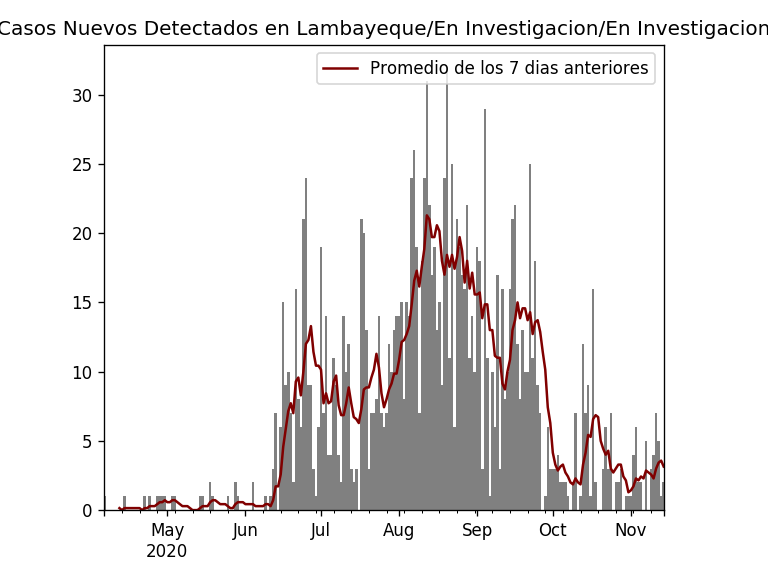 Casos Nuevos Detectados en Lambayeque/En Investigacion/En Investigacion
Promedio de los 7 dias anteriores
30
25
20
15
10
5
0
May Jun Jul Aug Sep Oct Nov
2020